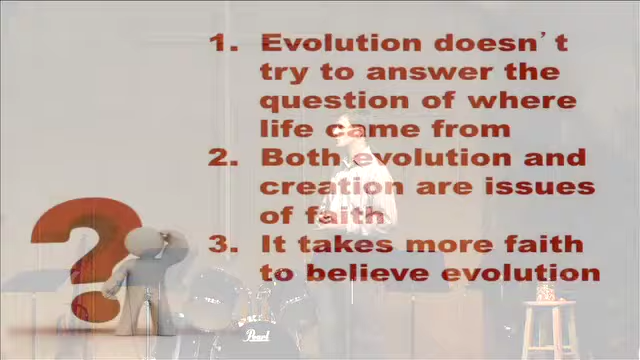 1. Evolution doesn't
try to answer the
question of where
life came from
2. Both evolution and
creation are issues
of faith
3. It takes more faith
to believe evolution
Pearl